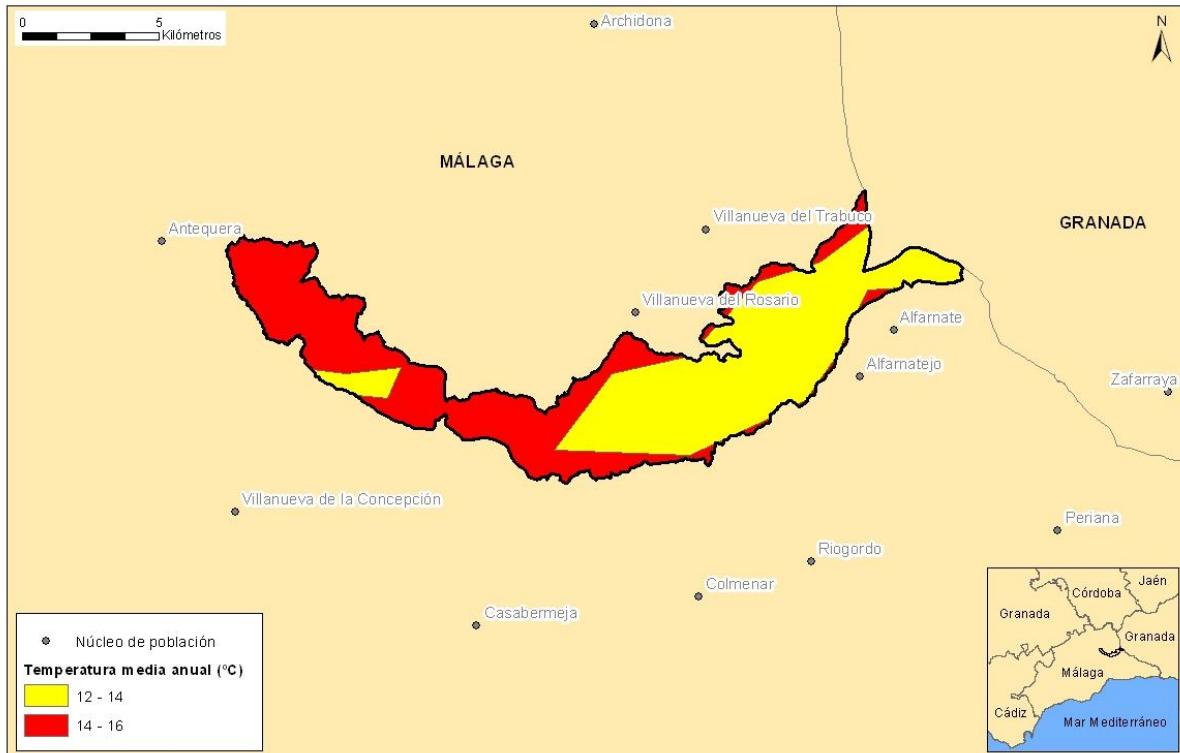 0 5
Kilómetros
Archidona
N
MÁLAGA
Antequera
Villanueva del Trabuco
GRANADA
Villanueva del Rosario
Alfarnate
Alfarnatejo
Zafarraya
Villanueva de la Concepción
Periana
Riogordo
Colmenar
Casabermeja
Núcleo de población
Temperatura media anual (ºC)
12 - 14
14 - 16
Jaén
Córdoba
Granada
Granada
Málaga
Cádiz
Mar Mediterráneo